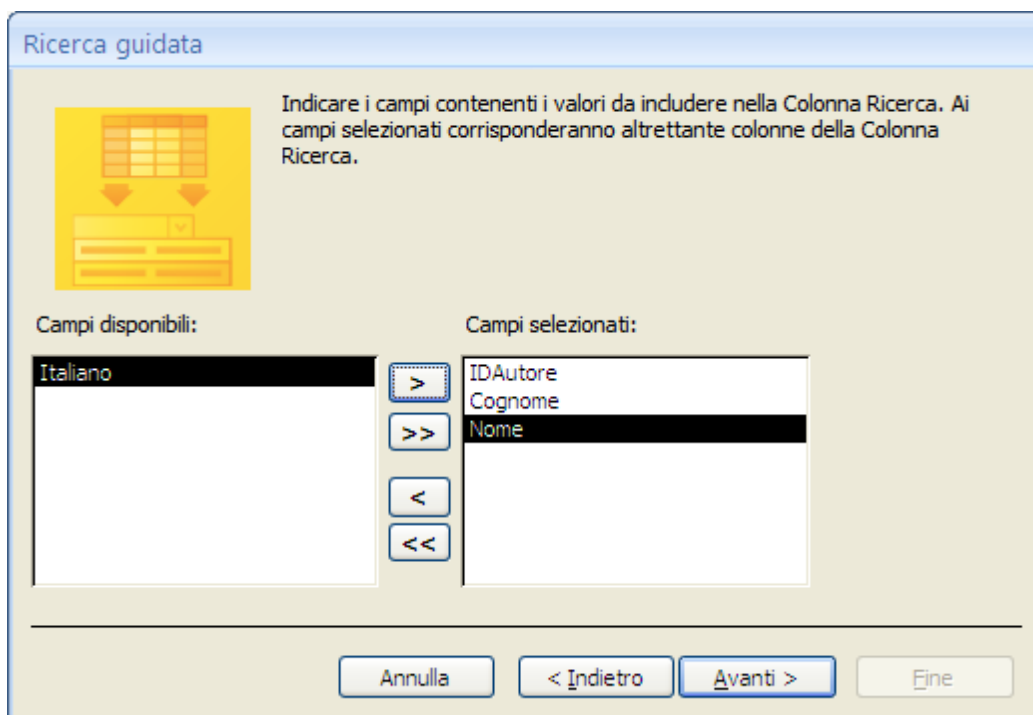 Ricerca guidata
Indicare i campi contenenti i valori da includere nella Colonna Ricerca. Ai
campi selezionati corrisponderanno altrettante colonne della Colonna
Ricerca.
Campi disponibili:
Campi selezionati:
Italiano
IDAutore
Cognome
Nome
>
>>
<
<<
Annulla
< Indietro
Avanti >
Fine